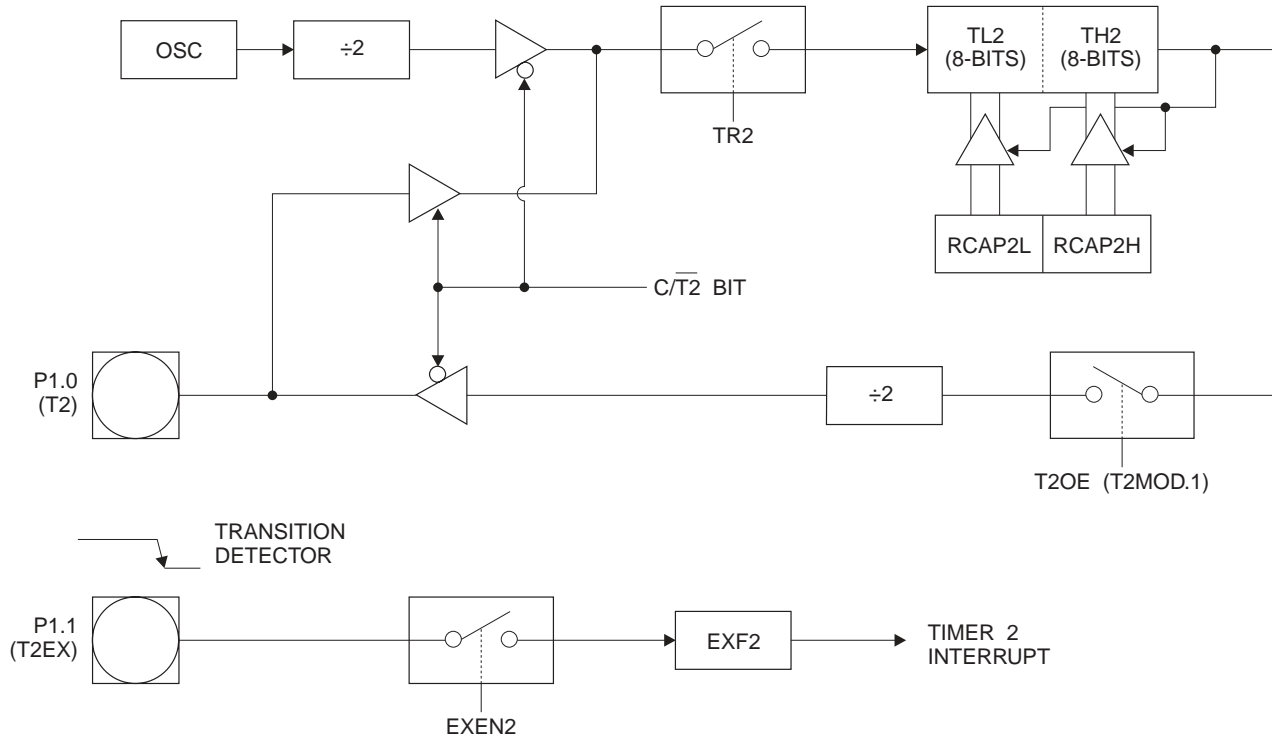 OSC
÷2
TR2
TL2
(8-BITS)
TH2
(8-BITS)
RCAP2L
RCAP2H
C/T̅2̅ BIT
P1.0
(T2)
÷2
T2OE (T2MOD.1)
TRANSITION
DETECTOR
P1.1
(T2EX)
EXEN2
EXF2
TIMER 2
INTERRUPT